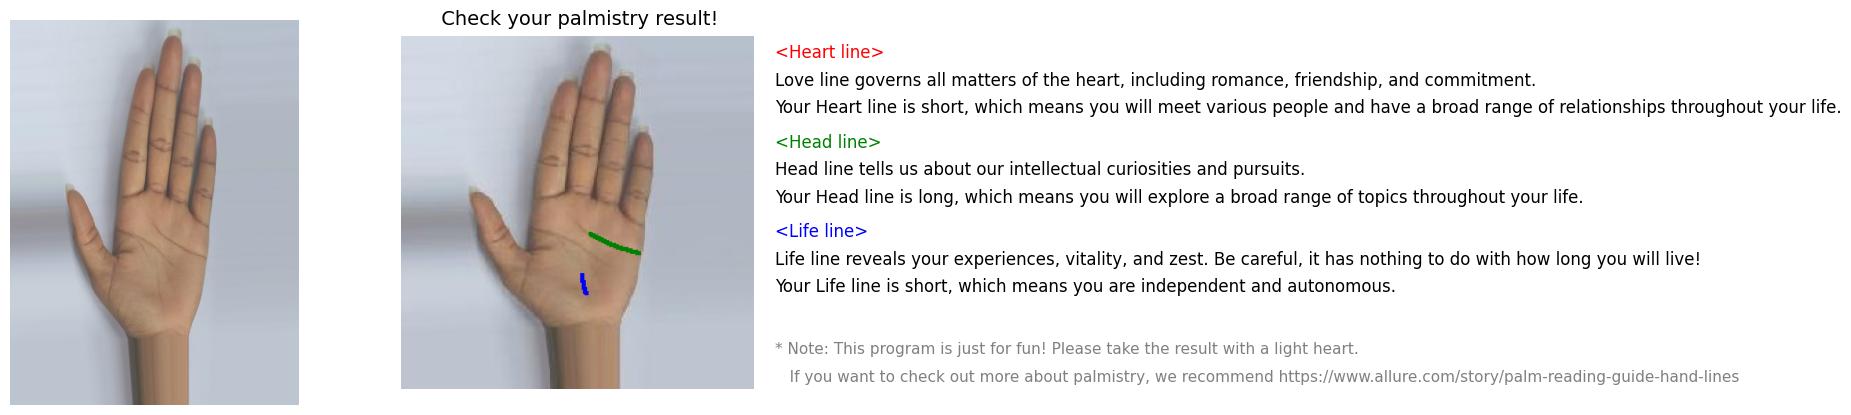 Check your palmistry result!
<Heart line>
Love line governs all matters of the heart, including romance, friendship, and commitment.
Your Heart line is short, which means you will meet various people and have a broad range of relationships throughout your life.
<Head line>
Head line tells us about our intellectual curiosities and pursuits.
Your Head line is long, which means you will explore a broad range of topics throughout your life.
<Life line>
Life line reveals your experiences, vitality, and zest. Be careful, it has nothing to do with how long you will live!
Your Life line is short, which means you are independent and autonomous.
* Note: This program is just for fun! Please take the result with a light heart.
If you want to check out more about palmistry, we recommend https://www.allure.com/story/palm-reading-guide-hand-lines